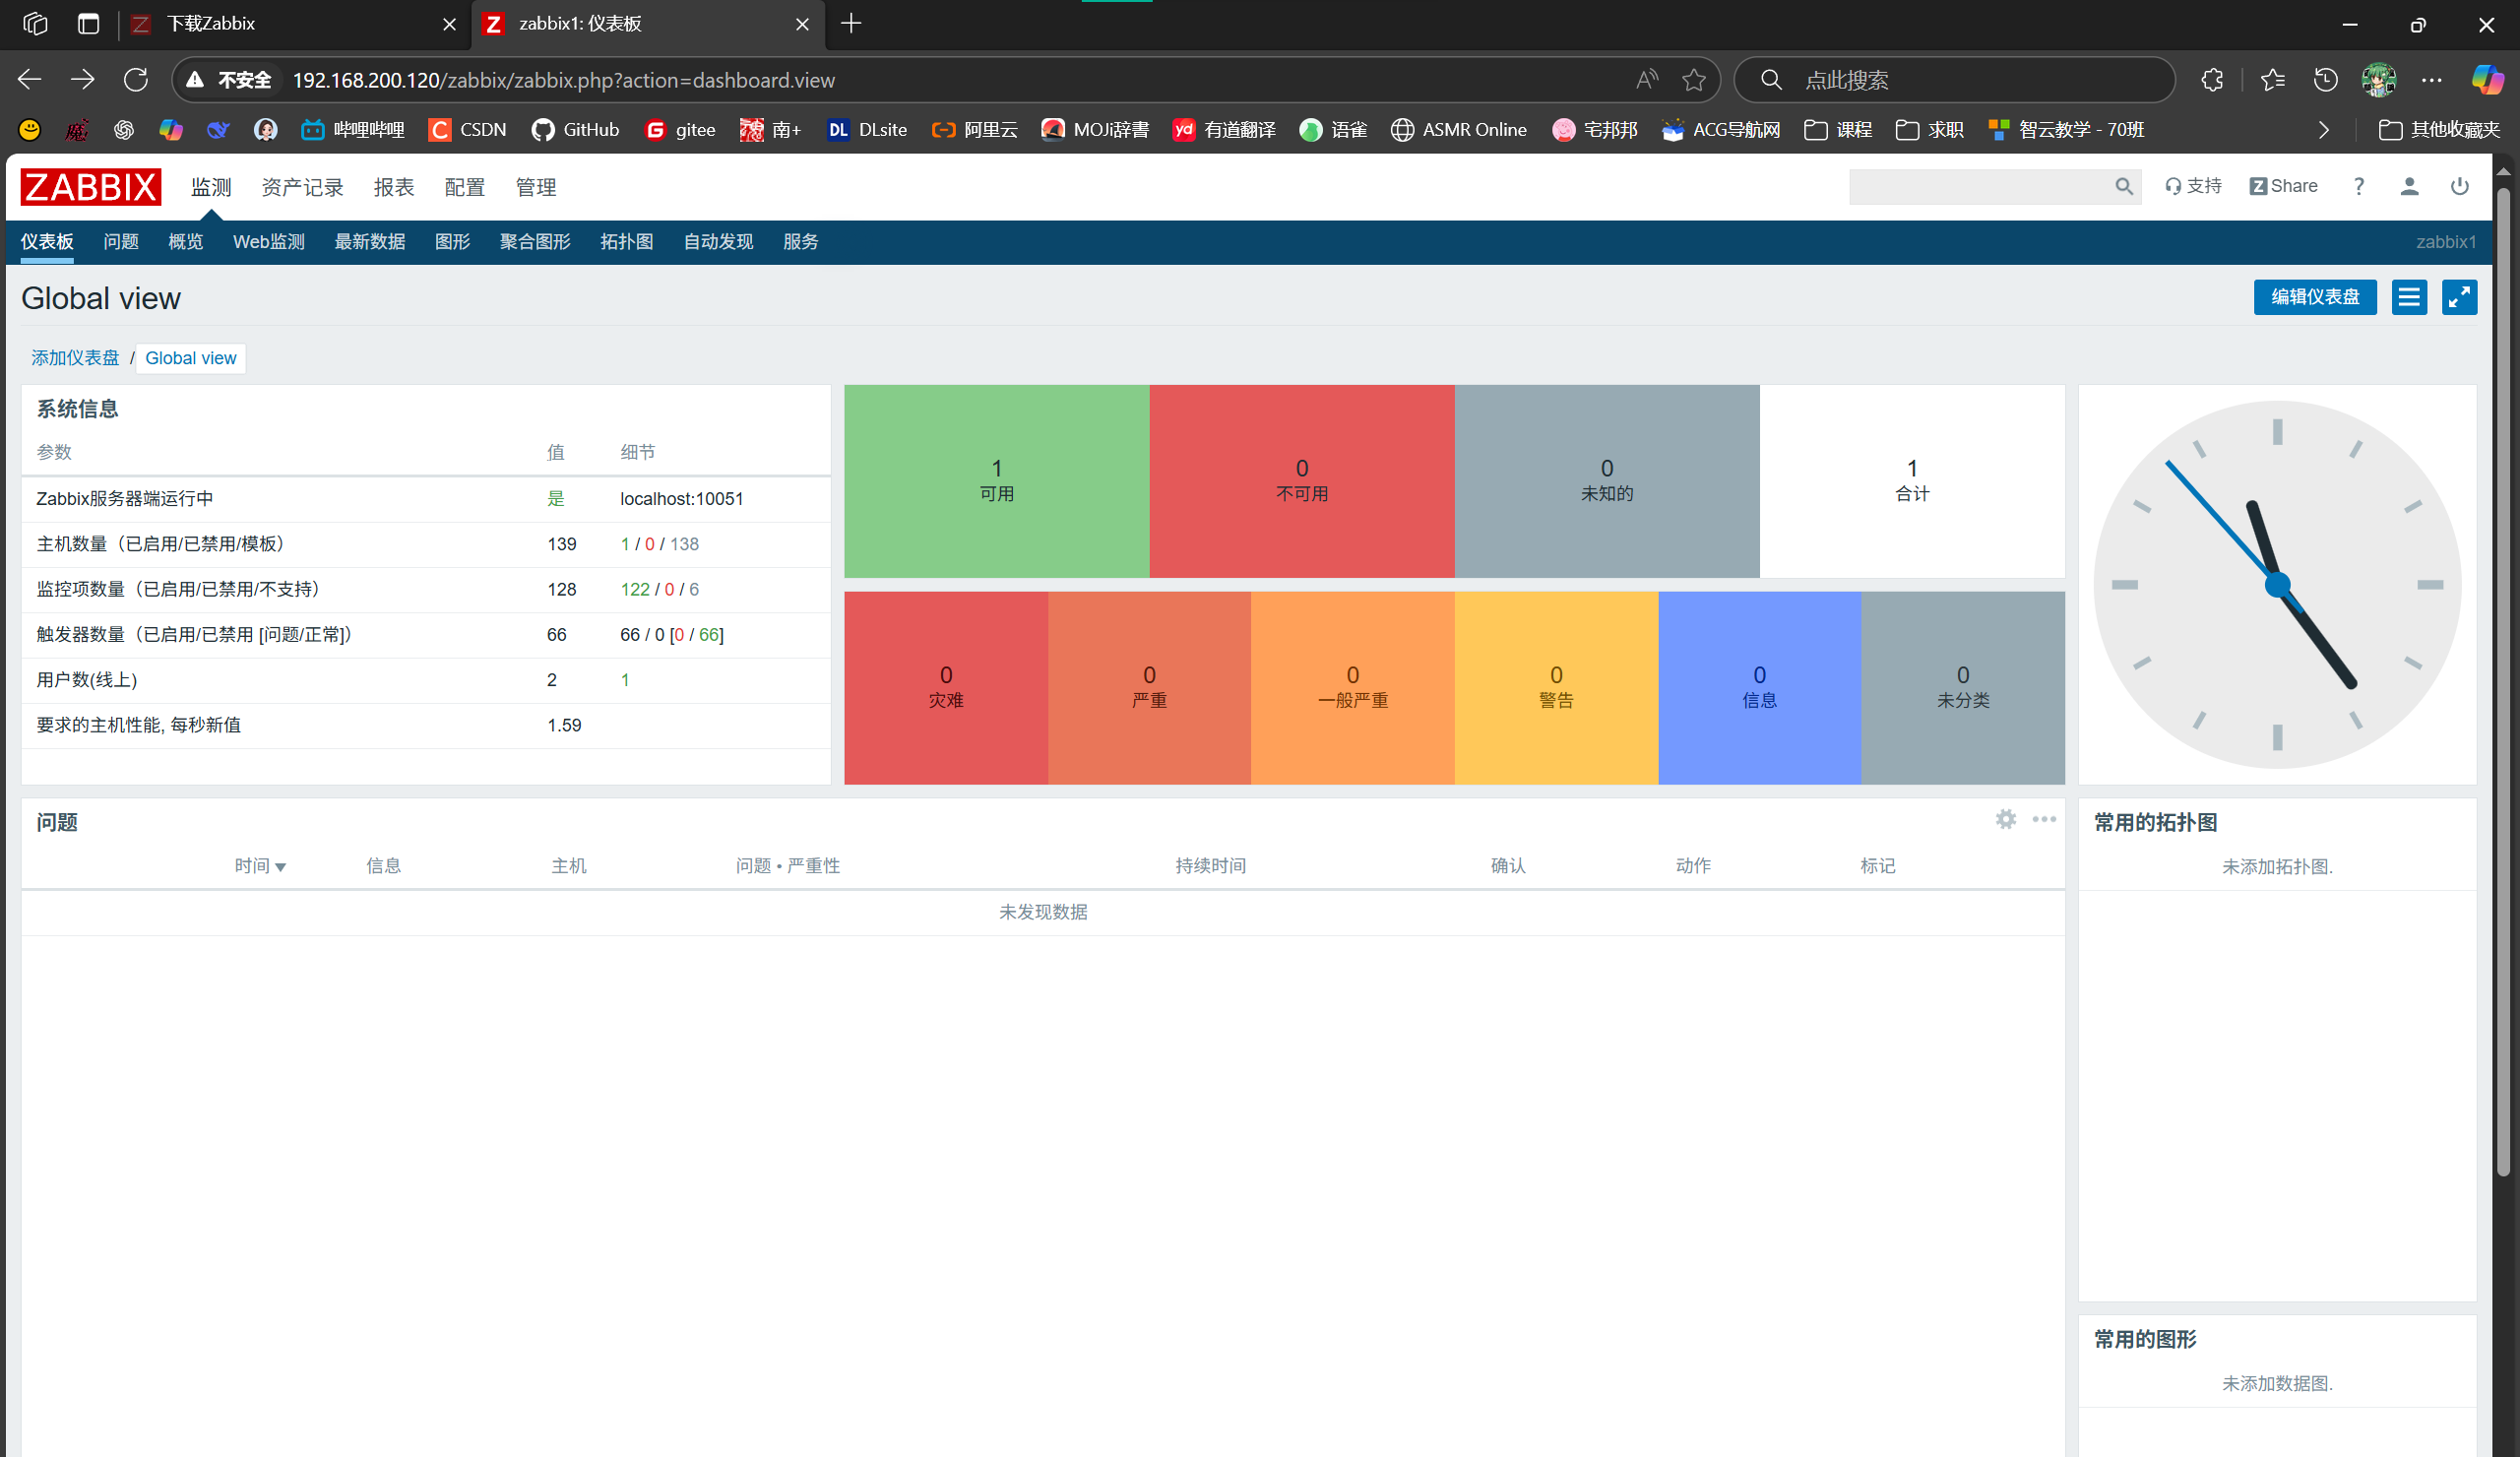 下载Zabbix
zabbix1: 仪表板
不安全 192.168.200.120/zabbix/zabbix.php?action=dashboard.view
点此搜索
哔哩哔哩 CSDN GitHub gitee 南+ DLsite 阿里云 MOJi辞書 有道翻译 语雀 ASMR Online 宅邦邦 ACG导航网 课程 求职 智云教学 - 70班 其他收藏夹
ZABBIX 监测 资产记录 报表 配置 管理 支持 Z Share ?
仪表板 问题 概览 Web监测 最新数据 图形 聚合图形 拓扑图 自动发现 服务 zabbix1
Global view 编辑仪表盘
添加仪表盘 / Global view
系统信息
参数 值 细节
Zabbix服务器端运行中 是 localhost:10051
主机数量（已启用/已禁用/模板） 139 1 / 0 / 138
监控项数量（已启用/已禁用/不支持） 128 122 / 0 / 6
触发器数量（已启用/已禁用 [问题/正常]） 66 66 / 0 [0 / 66]
用户数(线上) 2 1
要求的主机性能, 每秒新值 1.59
1 可用
0 不可用
0 未知的
1 合计
0 灾难
0 严重
0 一般严重
0 警告
0 信息
0 未分类
问题
时间 信息 主机 问题 • 严重性 持续时间 确认 动作 标记
未发现数据
常用的拓扑图
未添加拓扑图.
常用的图形
未添加数据图.